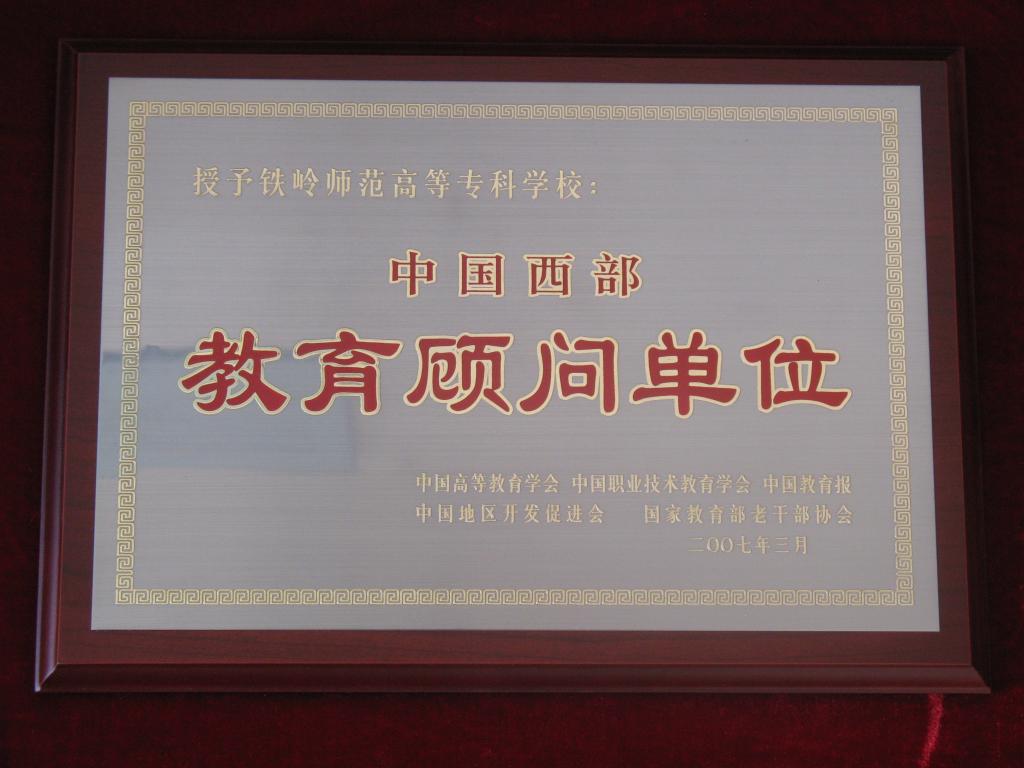 授予铁岭师范高等专科学校：
中国西部
教育顾问单位
中国高等教育学会 中国职业技术教育学会 中国教育报
中国地区开发促进会 国家教育部老干部协会
二〇〇七年三月